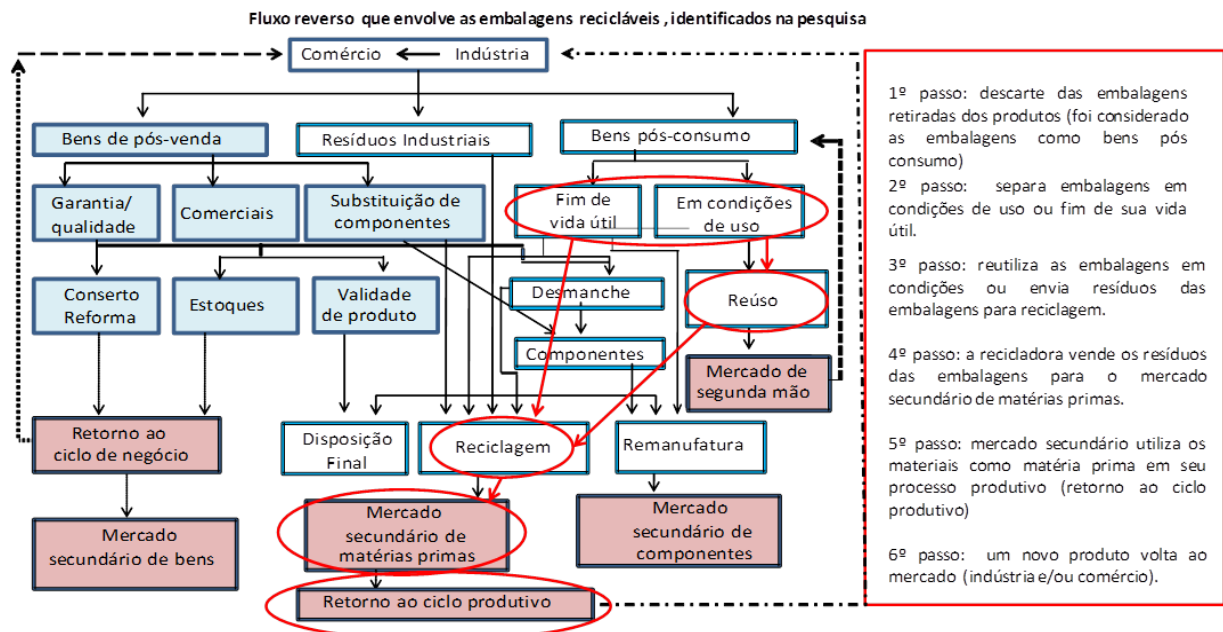 Fluxo reverso que envolve as embalagens recicláveis , identificados na pesquisa
Comércio
Indústria
Bens de pós-venda
Resíduos Industriais
Bens pós-consumo
Garantia/
qualidade
Comerciais
Substituição de
componentes
Fim de
vida útil
Em condições
de uso
Conserto
Reforma
Estoques
Validade
de produto
Desmanche
Reúso
Componentes
Mercado de
segunda mão
Retorno ao
ciclo de negócio
Disposição
Final
Reciclagem
Remanufatura
Mercado
secundário de bens
Mercado
secundário de
matérias primas
Mercado
secundário de
componentes
Retorno ao ciclo produtivo
1º passo: descarte das embalagens
retiradas dos produtos (foi considerado
as embalagens como bens pós
consumo)
2º passo: separa embalagens em
condições de uso ou fim de sua vida
útil.
3º passo: reutiliza as embalagens em
condições ou envia resíduos das
embalagens para reciclagem.
4º passo: a recicladora vende os resíduos
das embalagens para o mercado
secundário de matérias primas.
5º passo: mercado secundário utiliza os
materiais como matéria prima em seu
processo produtivo (retorno ao ciclo
produtivo)
6º passo: um novo produto volta ao
mercado (indústria e/ou comércio).